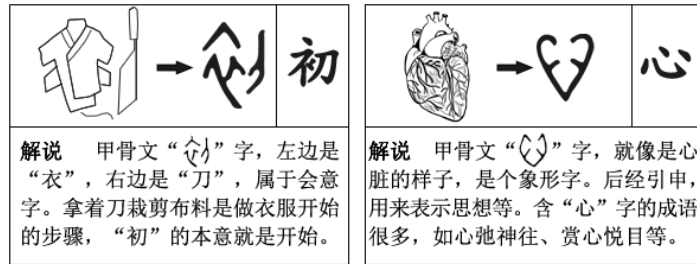 初
解说 甲骨文“”字，左边是
“衣”，右边是“刀”，属于会意
字。拿着刀裁剪布料是做衣服开始
的步骤，“初”的本意就是开始。
心
解说 甲骨文“”字，就像是心
脏的样子，是个象形字。后经引申，
用来表示思想等。含“心”字的成语
很多，如心弛神往、赏心悦目等。